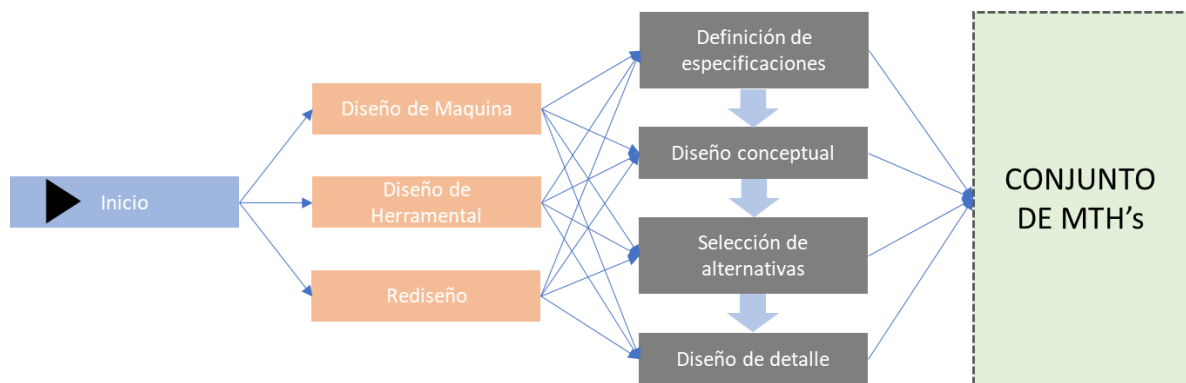 Inicio
Diseño de Maquina
Diseño de
Herramental
Rediseño
Definición de
especificaciones
Diseño conceptual
Selección de
alternativas
Diseño de detalle
CONJUNTO
DE MTH's